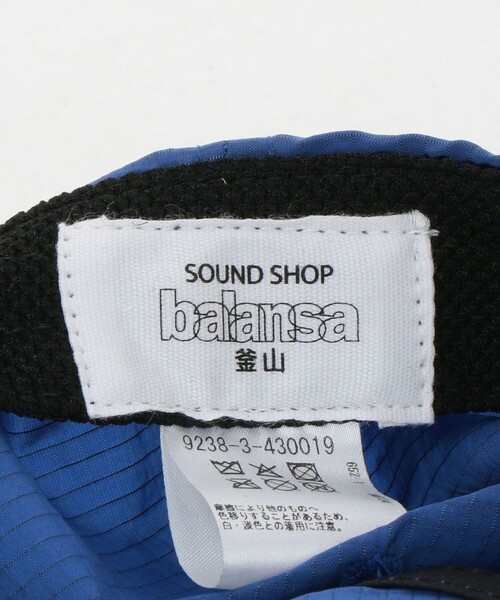 SOUND SHOP
balansa
釜山
9238-3-430019
652
摩擦により他のものへ
色移りすることがあるため、
白・淡色との着用に注意。